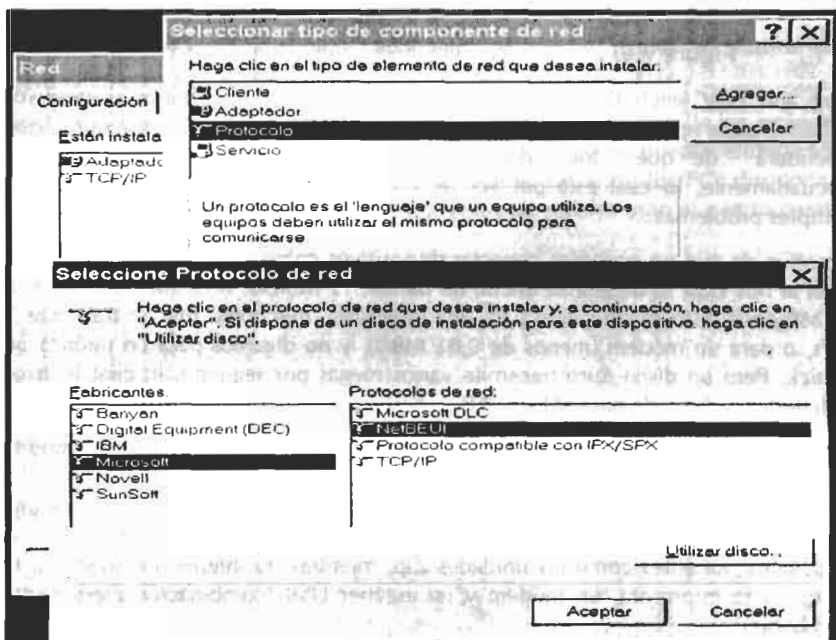 Seleccionar tipo de componente de red
Red
Haga clic en el tipo de elemento de red que desea instalar:
Configuración
Cliente
Adaptador
Protocolo
Servicio
Agregar...
Cancelar
Están instala
Adaptado
TCP/IP
Un protocolo es el 'lenguaje' que un equipo utiliza. Los
equipos deben utilizar el mismo protocolo para
comunicarse
Seleccione Protocolo de red
Haga clic en el protocolo de red que desea instalar y, a continuación, haga clic en
"Aceptar". Si dispone de un disco de instalación para este dispositivo, haga clic en
"Utilizar disco".
Fabricantes
Banyan
Digital Equipment (DEC)
IBM
Microsoft
Novell
SunSoft
Protocolos de red:
Microsoft DLC
NetBEUI
Protocolo compatible con IPX/SPX
TCP/IP
Utilizar disco...
Aceptar
Cancelar